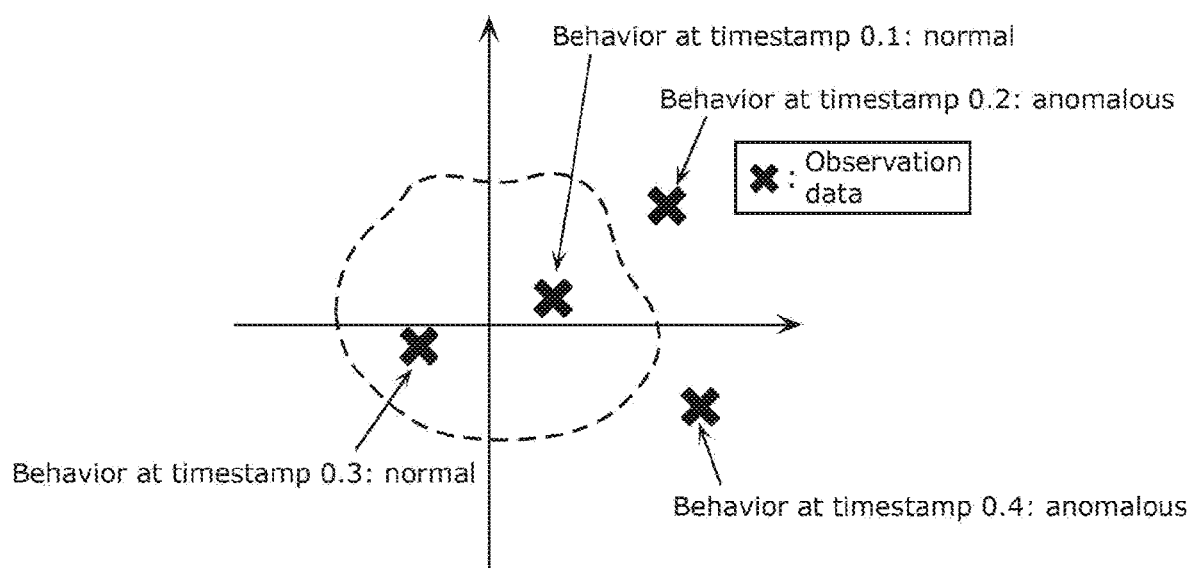 Behavior at timestamp 0.1: normal
Behavior at timestamp 0.2: anomalous
: Observation
data
Behavior at timestamp 0.3: normal
Behavior at timestamp 0.4: anomalous